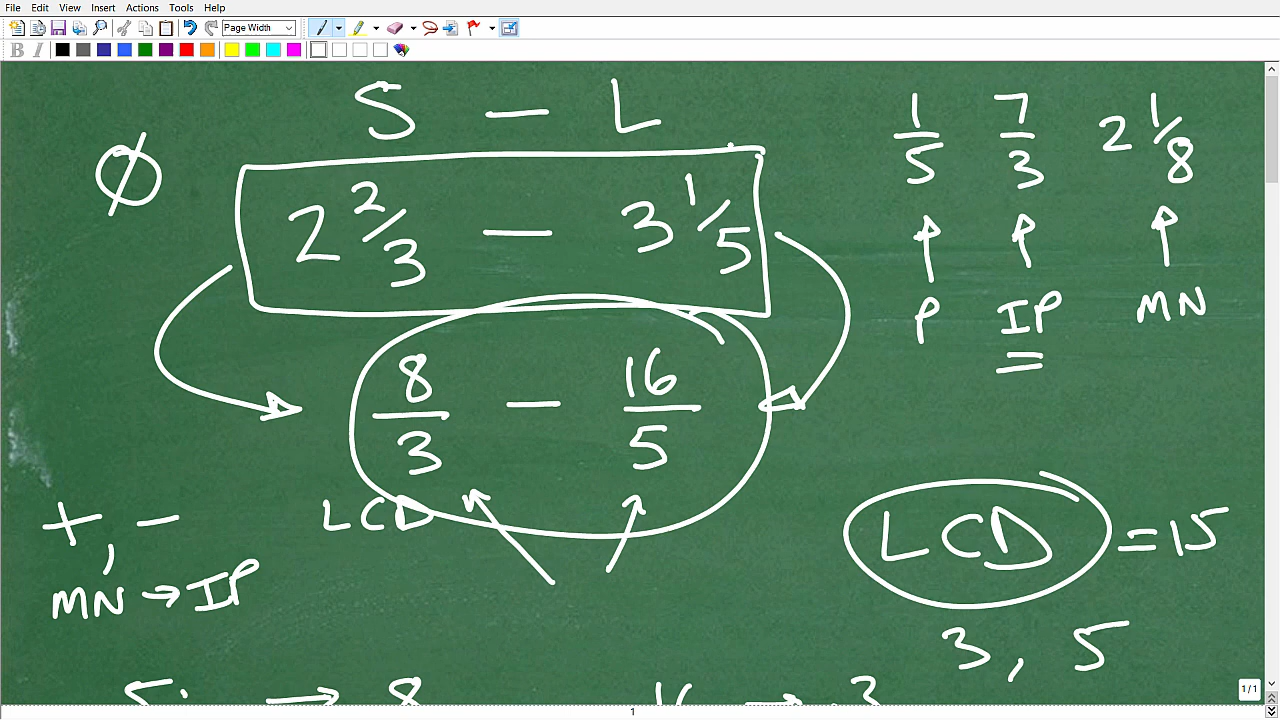 File Edit View Insert Actions Tools Help
Page Width
B I
S - L
1/5 7/3 2 1/8
2 2/3 - 3 1/5
P IP MN
8/3 - 16/5
LCD
LCD = 15
+, -
MN → IP
3, 5
→ 8
1/1
1